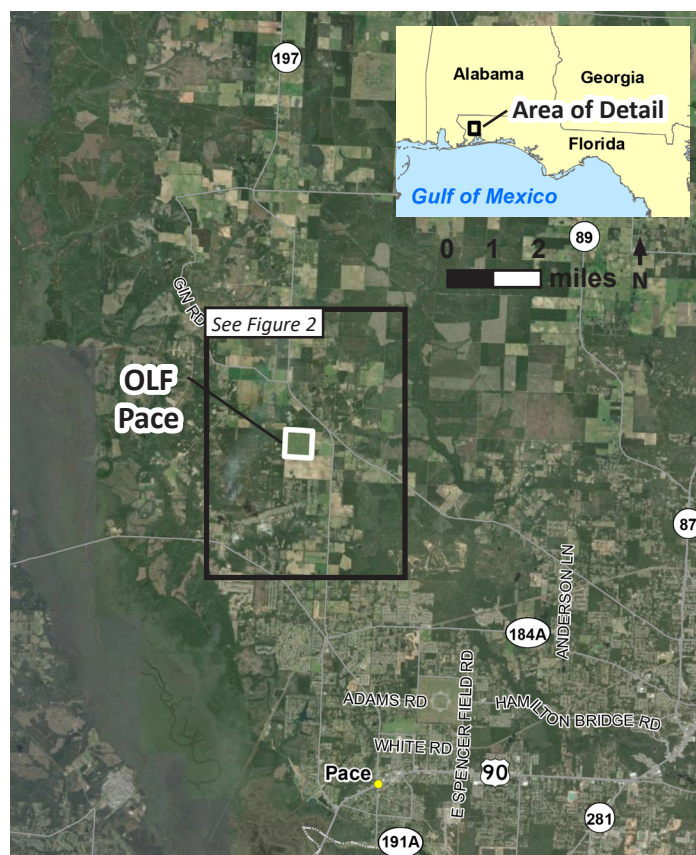 197
Alabama
Georgia
Area of Detail
Florida
Gulf of Mexico
89
0 1 2
miles
N
GIN RD
See Figure 2
OLF
Pace
87
ANDERSON LN
184A
ADAMS RD
E SPENCER FIELD RD
HAMILTON BRIDGE RD
WHITE RD
Pace
90
281
191A